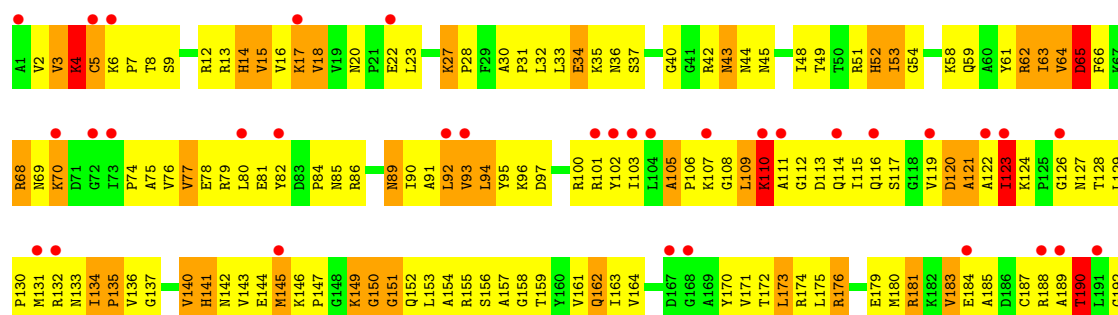 A1 V2 V3 K4 C5 K6 P7 T8 S9 R12 R13 H14 V15 V16 K17 V18 V19 N20 P21 E22 L23 K27 P28 F29 A30 P31 L32 L33 E34 K35 N36 S37 G40 G41 R42 N43 N44 N45 I48 T49 T50 R51 H52 I53 G54 K58 Q59 A60 Y61 R62 I63 V64 D65 F66 K67
R68 N69 K70 D71 G72 I73 P74 A75 V76 V77 E78 R79 L80 E81 Y82 D83 P84 N85 R86 N89 I90 A91 L92 V93 L94 Y95 K96 D97 R100 R101 Y102 I103 L104 A105 P106 K107 G108 L109 K110 A111 G112 D113 Q114 I115 Q116 S117 G118 V119 D120 A121 A122 I123 K124 P125 G126 N127 T128 L129
P130 M131 R132 N133 I134 P135 V136 G137 V140 H141 N142 V143 E144 M145 K146 P147 G148 K149 G150 G151 Q152 L153 A154 R155 S156 A157 G158 T159 Y160 V161 Q162 I163 V164 D167 G168 A169 Y170 V171 T172 L173 R174 L175 R176 E179 M180 R181 K182 V183 E184 A185 D186 C187 R188 A189 T190 L191 G192